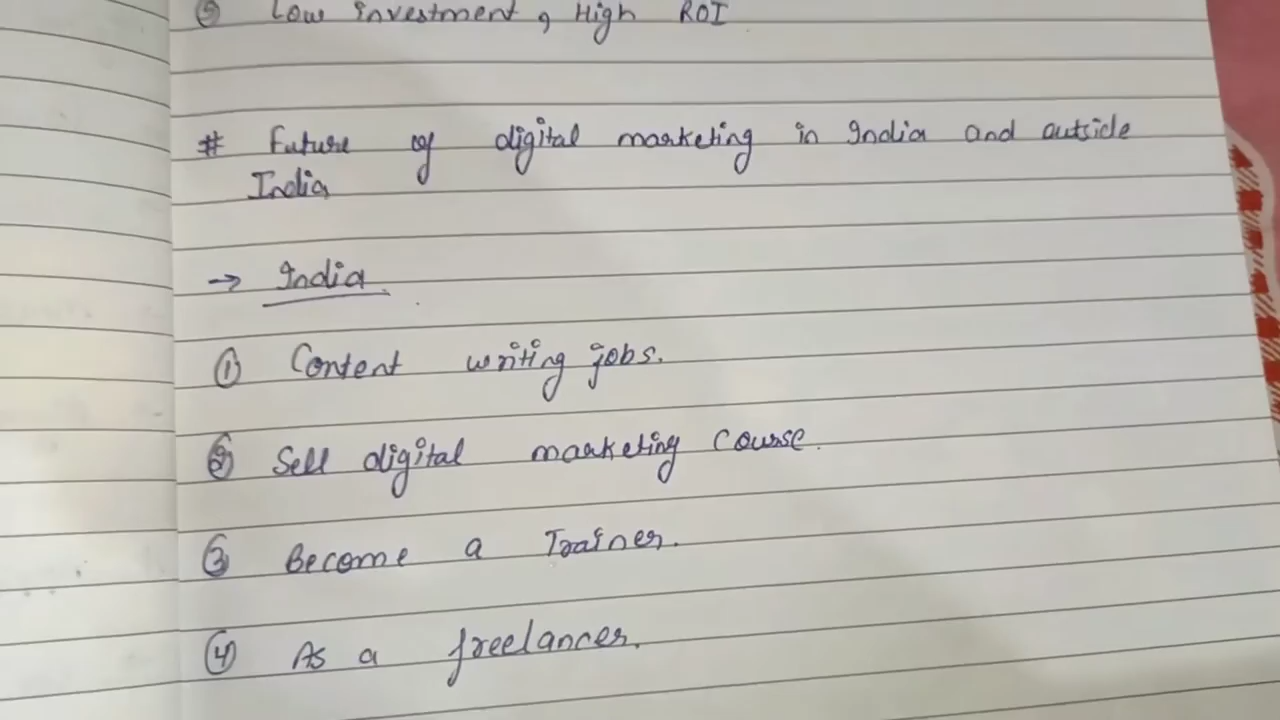 ⑤ Low investment, High ROI
# Future of digital marketing in India and outside
India
→ India
① Content writing jobs.
② Sell digital marketing course.
③ Become a Trainer.
④ As a freelancer.